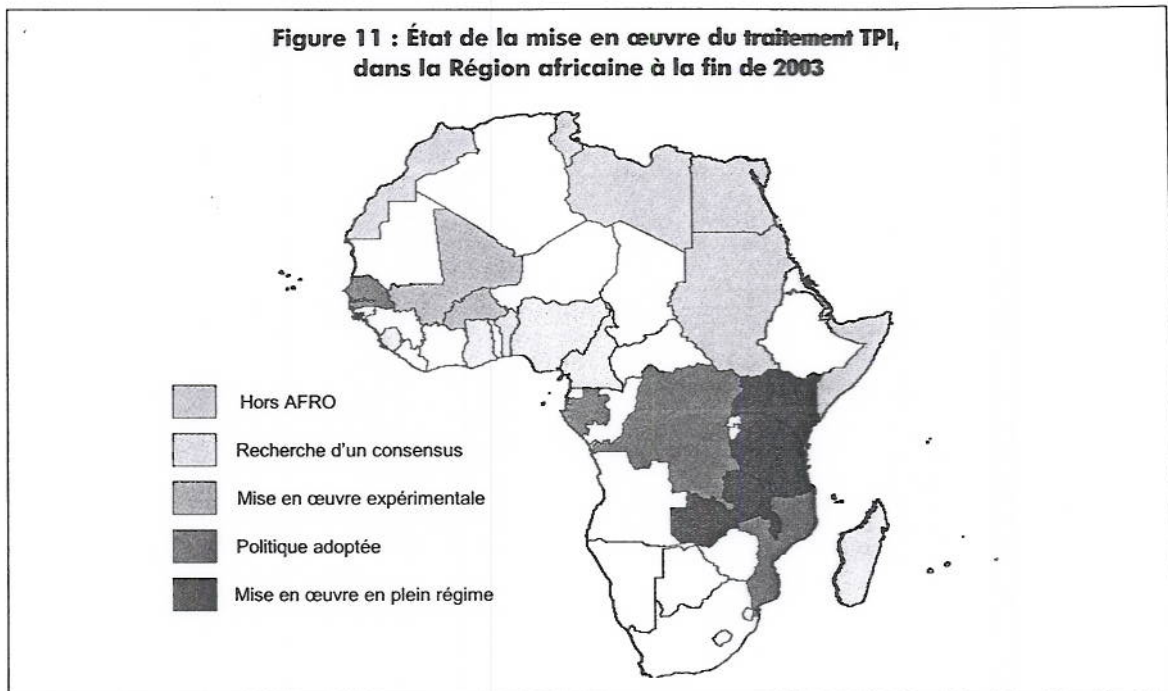 Figure 11 : État de la mise en œuvre du traitement TPI,
dans la Région africaine à la fin de 2003
Hors AFRO
Recherche d'un consensus
Mise en œuvre expérimentale
Politique adoptée
Mise en œuvre en plein régime